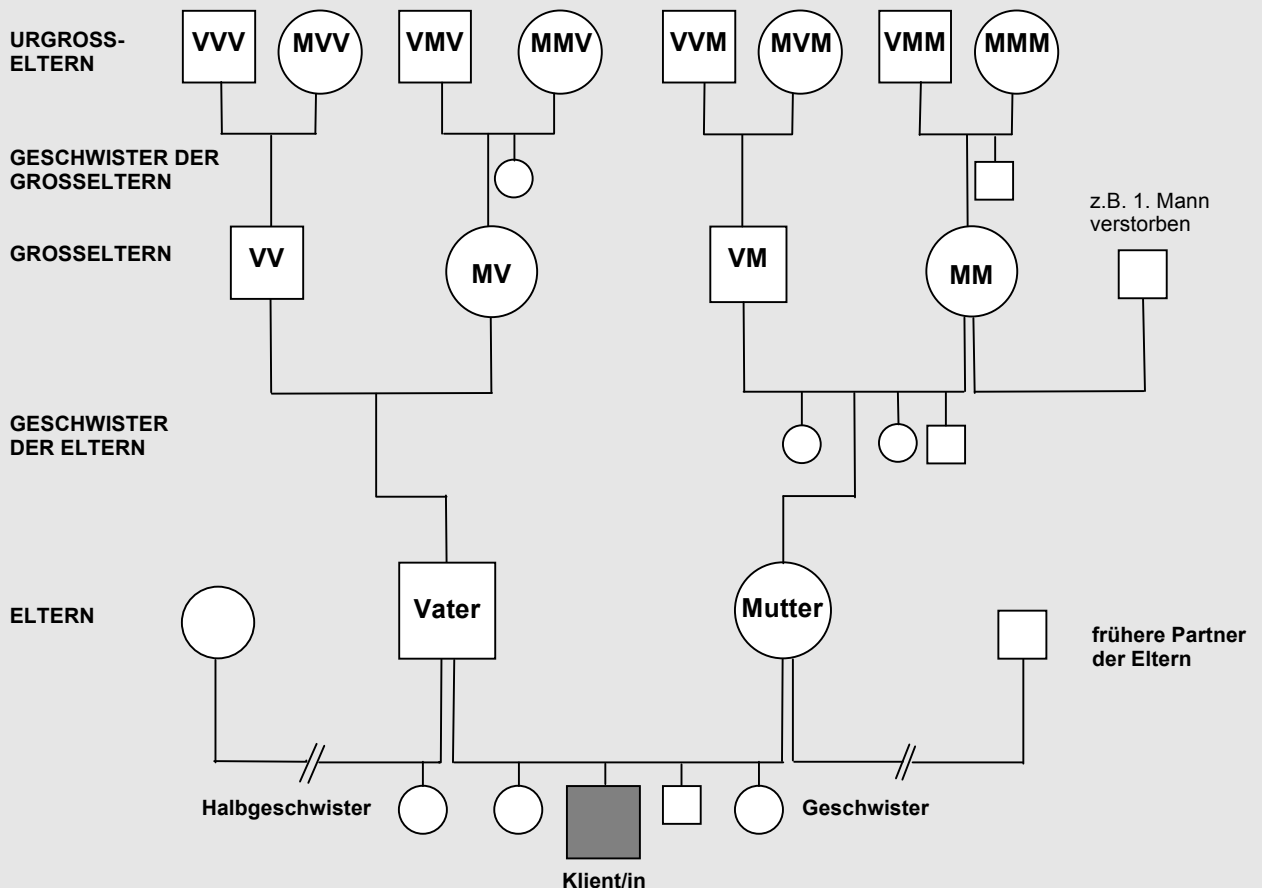 URGROSS-
ELTERN
VVV MVV VMV MMV VVM MVM VMM MMM
GESCHWISTER DER
GROSSELTERN
z.B. 1. Mann
verstorben
GROSSELTERN
VV MV VM MM
GESCHWISTER
DER ELTERN
ELTERN
Vater Mutter
frühere Partner
der Eltern
Halbgeschwister Geschwister
Klient/in